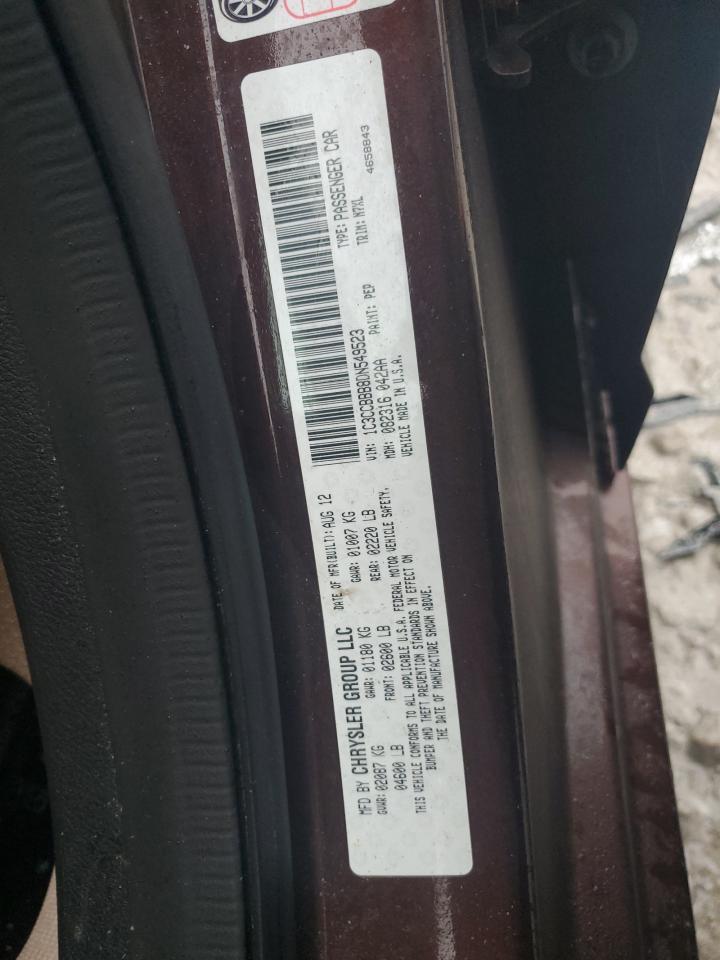 MFD BY CHRYSLER GROUP LLC DATE OF MFR(BUILT): AUG 12
GVWR: 02087 KG GAWR: 01180 KG GAWR: 01007 KG
04600 LB FRONT: 02600 LB REAR: 02220 LB
THIS VEHICLE CONFORMS TO ALL APPLICABLE U.S.A. FEDERAL MOTOR VEHICLE SAFETY,
BUMPER AND THEFT PREVENTION STANDARDS IN EFFECT ON
THE DATE OF MANUFACTURE SHOWN ABOVE.
VIN: 1C3CCBBB8DN549523 TYPE: PASSENGER CAR
MDH: 082316 042AA PAINT: PEP TRIM: M7XL
VEHICLE MADE IN U.S.A. 4658843